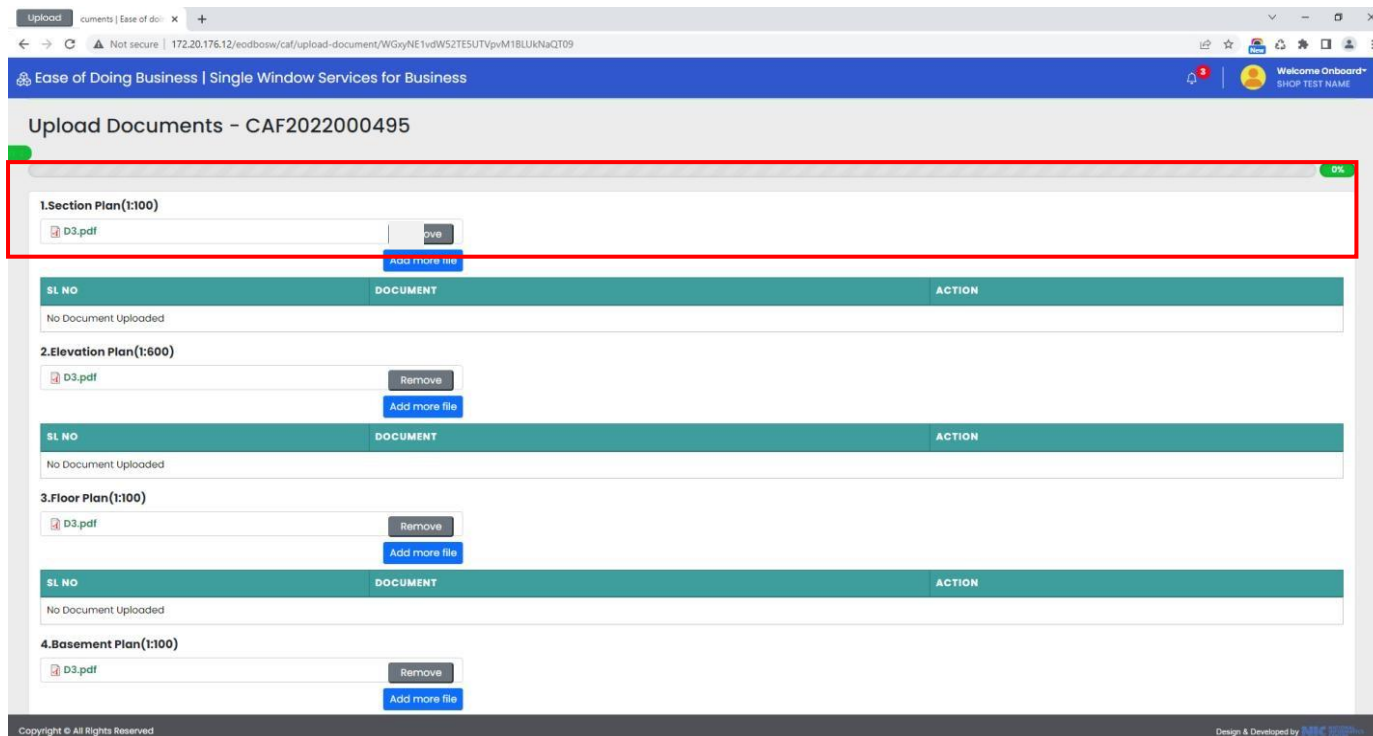 Upload cuments | Ease of doi
Not secure | 172.20.176.12/eodbosw/caf/upload-document/WGxyNE1vdW52TE5UTVpvM1BLUkNaQT09
New
Ease of Doing Business | Single Window Services for Business
3
Welcome Onboard
SHOP TEST NAME
Upload Documents - CAF2022000495
0%
1.Section Plan(1:100)
D3.pdf ove
Add more file
SL NO DOCUMENT ACTION
No Document Uploaded
2.Elevation Plan(1:600)
D3.pdf Remove
Add more file
SL NO DOCUMENT ACTION
No Document Uploaded
3.Floor Plan(1:100)
D3.pdf Remove
Add more file
SL NO DOCUMENT ACTION
No Document Uploaded
4.Basement Plan(1:100)
D3.pdf Remove
Add more file
Copyright © All Rights Reserved Design & Developed by